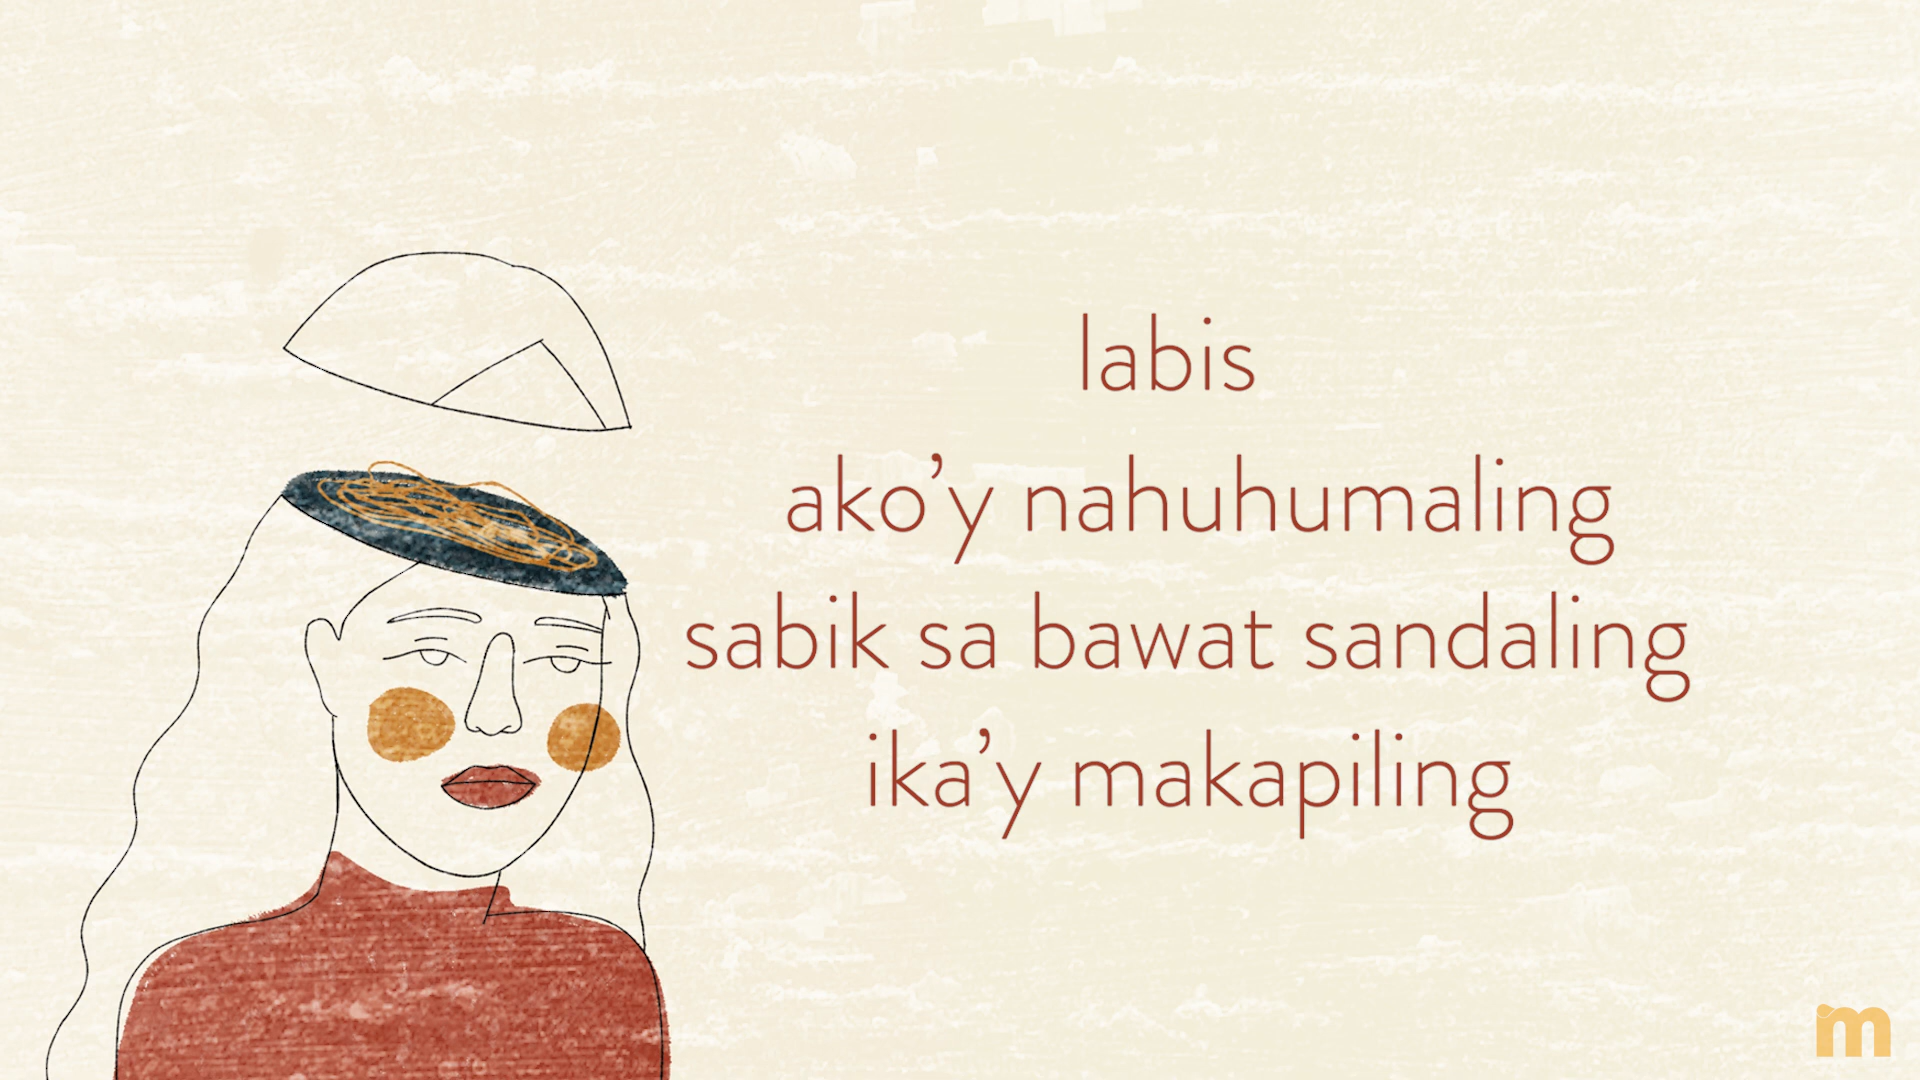 labis
ako’y nahuhumaling
sabik sa bawat sandaling
ika’y makapiling
m